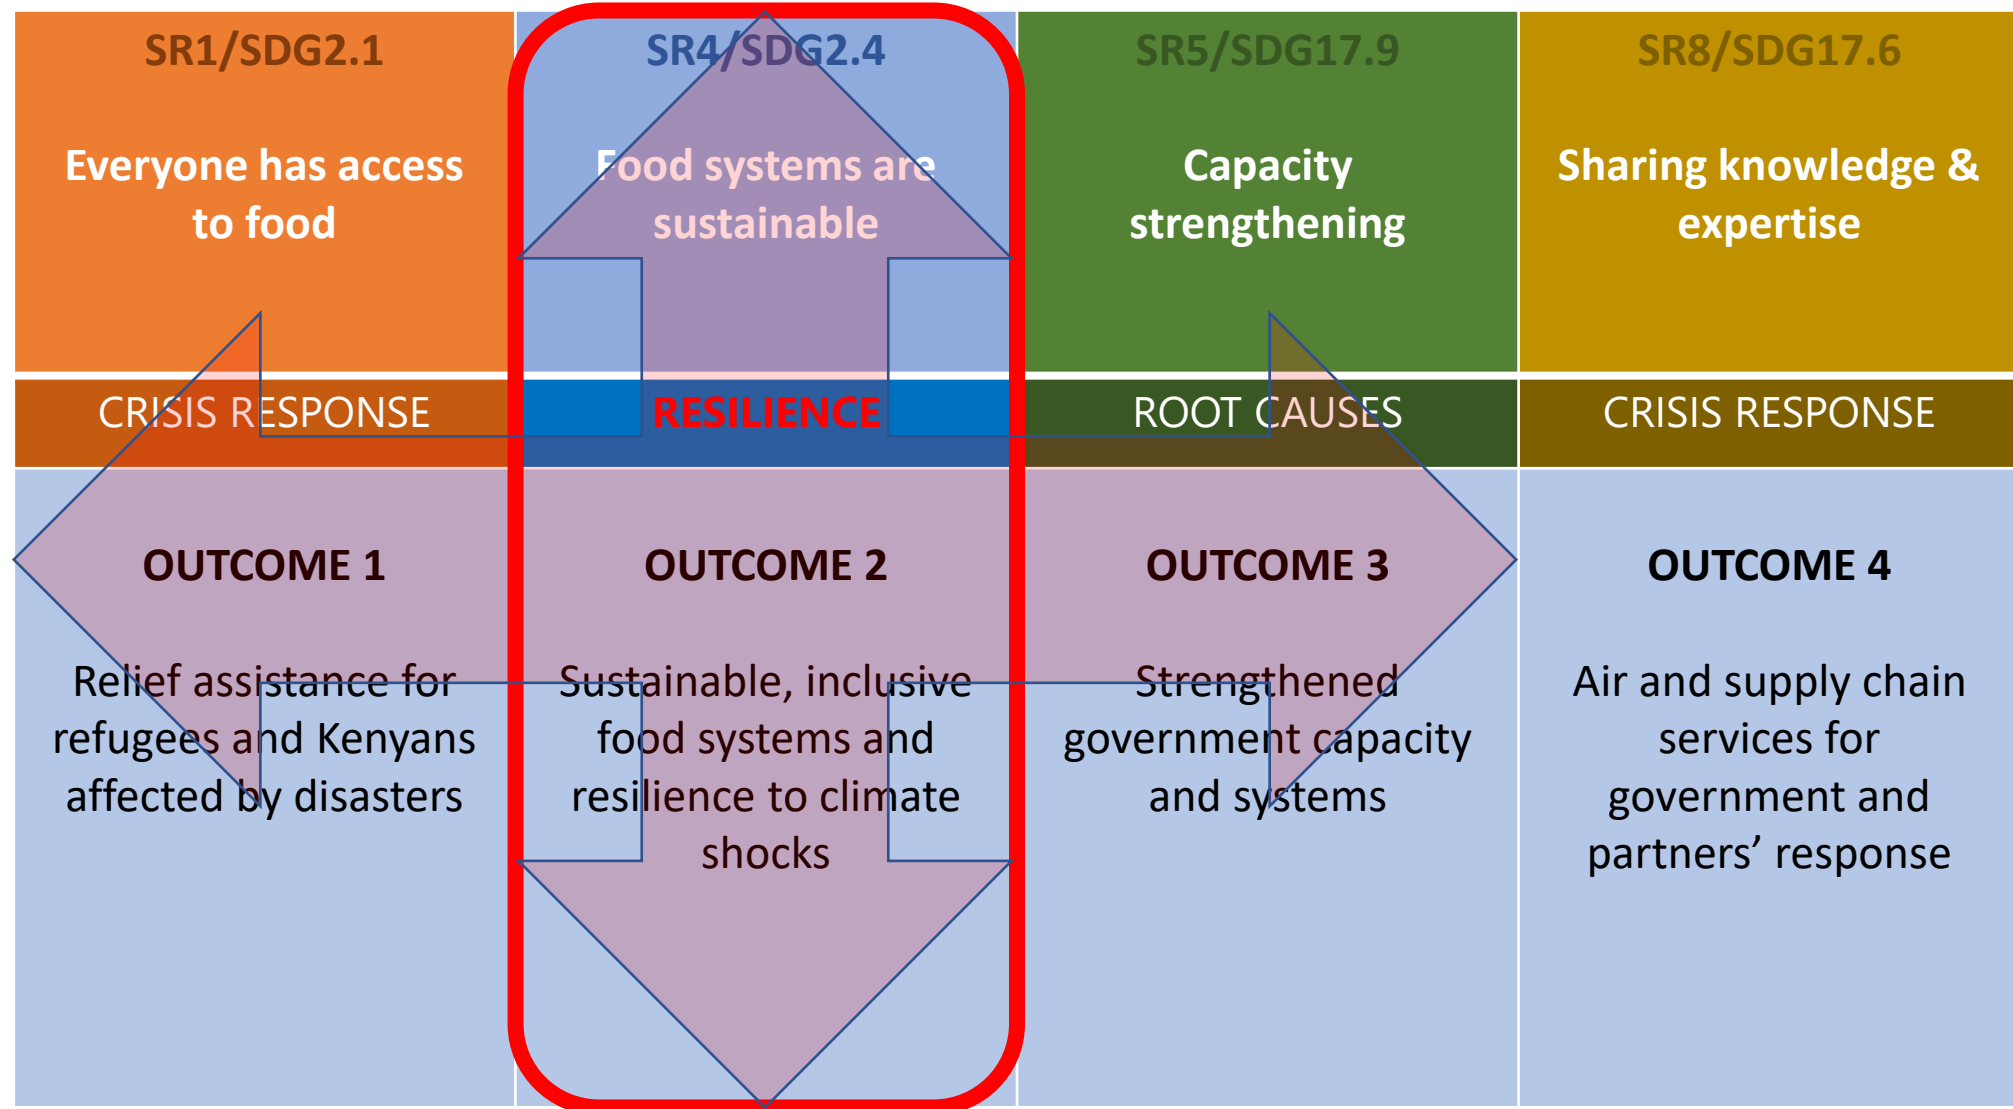 SR1/SDG2.1
Everyone has access
to food
SR4/SDG2.4
Food systems are
sustainable
SR5/SDG17.9
Capacity
strengthening
SR8/SDG17.6
Sharing knowledge &
expertise
CRISIS RESPONSE
RESILIENCE
ROOT CAUSES
CRISIS RESPONSE
OUTCOME 1
Relief assistance for
refugees and Kenyans
affected by disasters
OUTCOME 2
Sustainable, inclusive
food systems and
resilience to climate
shocks
OUTCOME 3
Strengthened
government capacity
and systems
OUTCOME 4
Air and supply chain
services for
government and
partners’ response